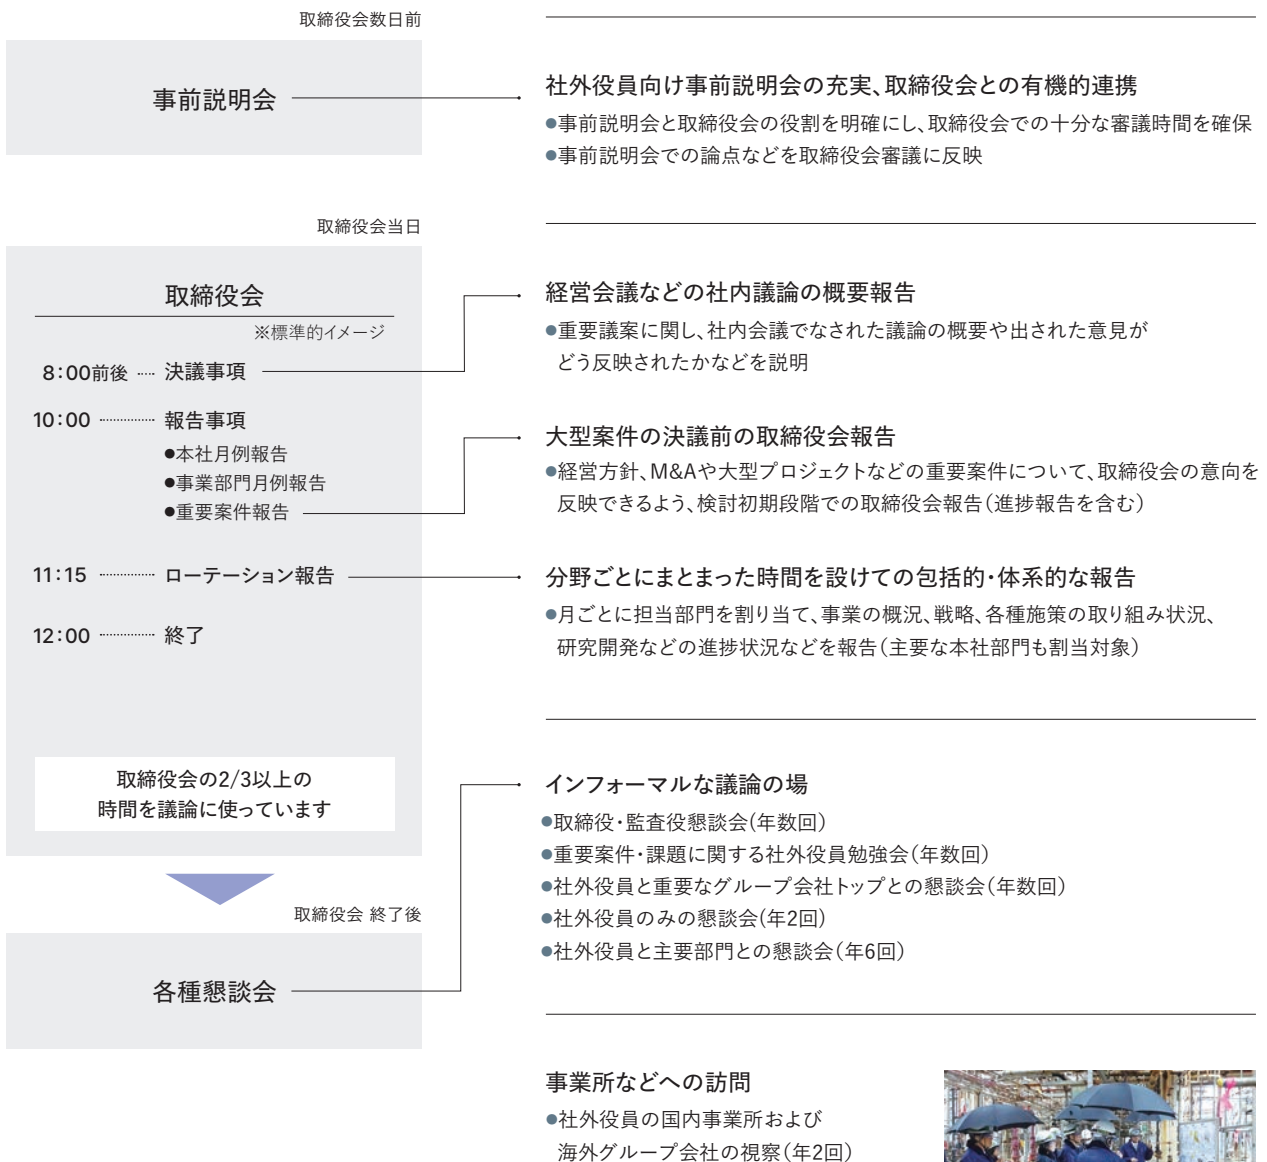 取締役会数日前
事前説明会
社外役員向け事前説明会の充実、取締役会との有機的連携
●事前説明会と取締役会の役割を明確にし、取締役会での十分な審議時間を確保
●事前説明会での論点などを取締役会審議に反映
取締役会当日
取締役会
※標準的イメージ
8:00前後 決議事項
10:00 報告事項
●本社月例報告
●事業部門月例報告
●重要案件報告
11:15 ローテーション報告
12:00 終了
取締役会の2/3以上の
時間を議論に使っています
経営会議などの社内議論の概要報告
●重要議案に関し、社内会議でなされた議論の概要や出された意見が
どう反映されたかなどを説明
大型案件の決議前の取締役会報告
●経営方針、M&Aや大型プロジェクトなどの重要案件について、取締役会の意向を
反映できるよう、検討初期段階での取締役会報告(進捗報告を含む)
分野ごとにまとまった時間を設けての包括的・体系的な報告
●月ごとに担当部門を割り当て、事業の概況、戦略、各種施策の取り組み状況、
研究開発などの進捗状況などを報告(主要な本社部門も割当対象)
取締役会 終了後
各種懇談会
インフォーマルな議論の場
●取締役・監査役懇談会(年数回)
●重要案件・課題に関する社外役員勉強会(年数回)
●社外役員と重要なグループ会社トップとの懇談会(年数回)
●社外役員のみの懇談会(年2回)
●社外役員と主要部門との懇談会(年6回)
事業所などへの訪問
●社外役員の国内事業所および
海外グループ会社の視察(年2回)